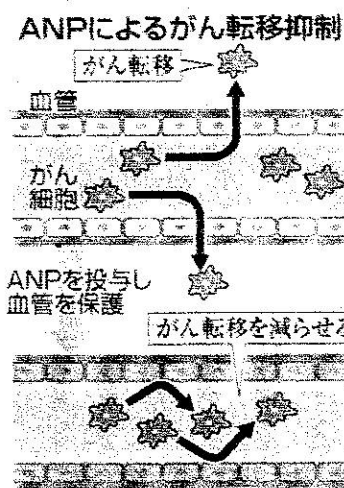 ANPによるがん転移抑制
がん転移
血管
がん
細胞
ANPを投与し
血管を保護
がん転移を減らせる